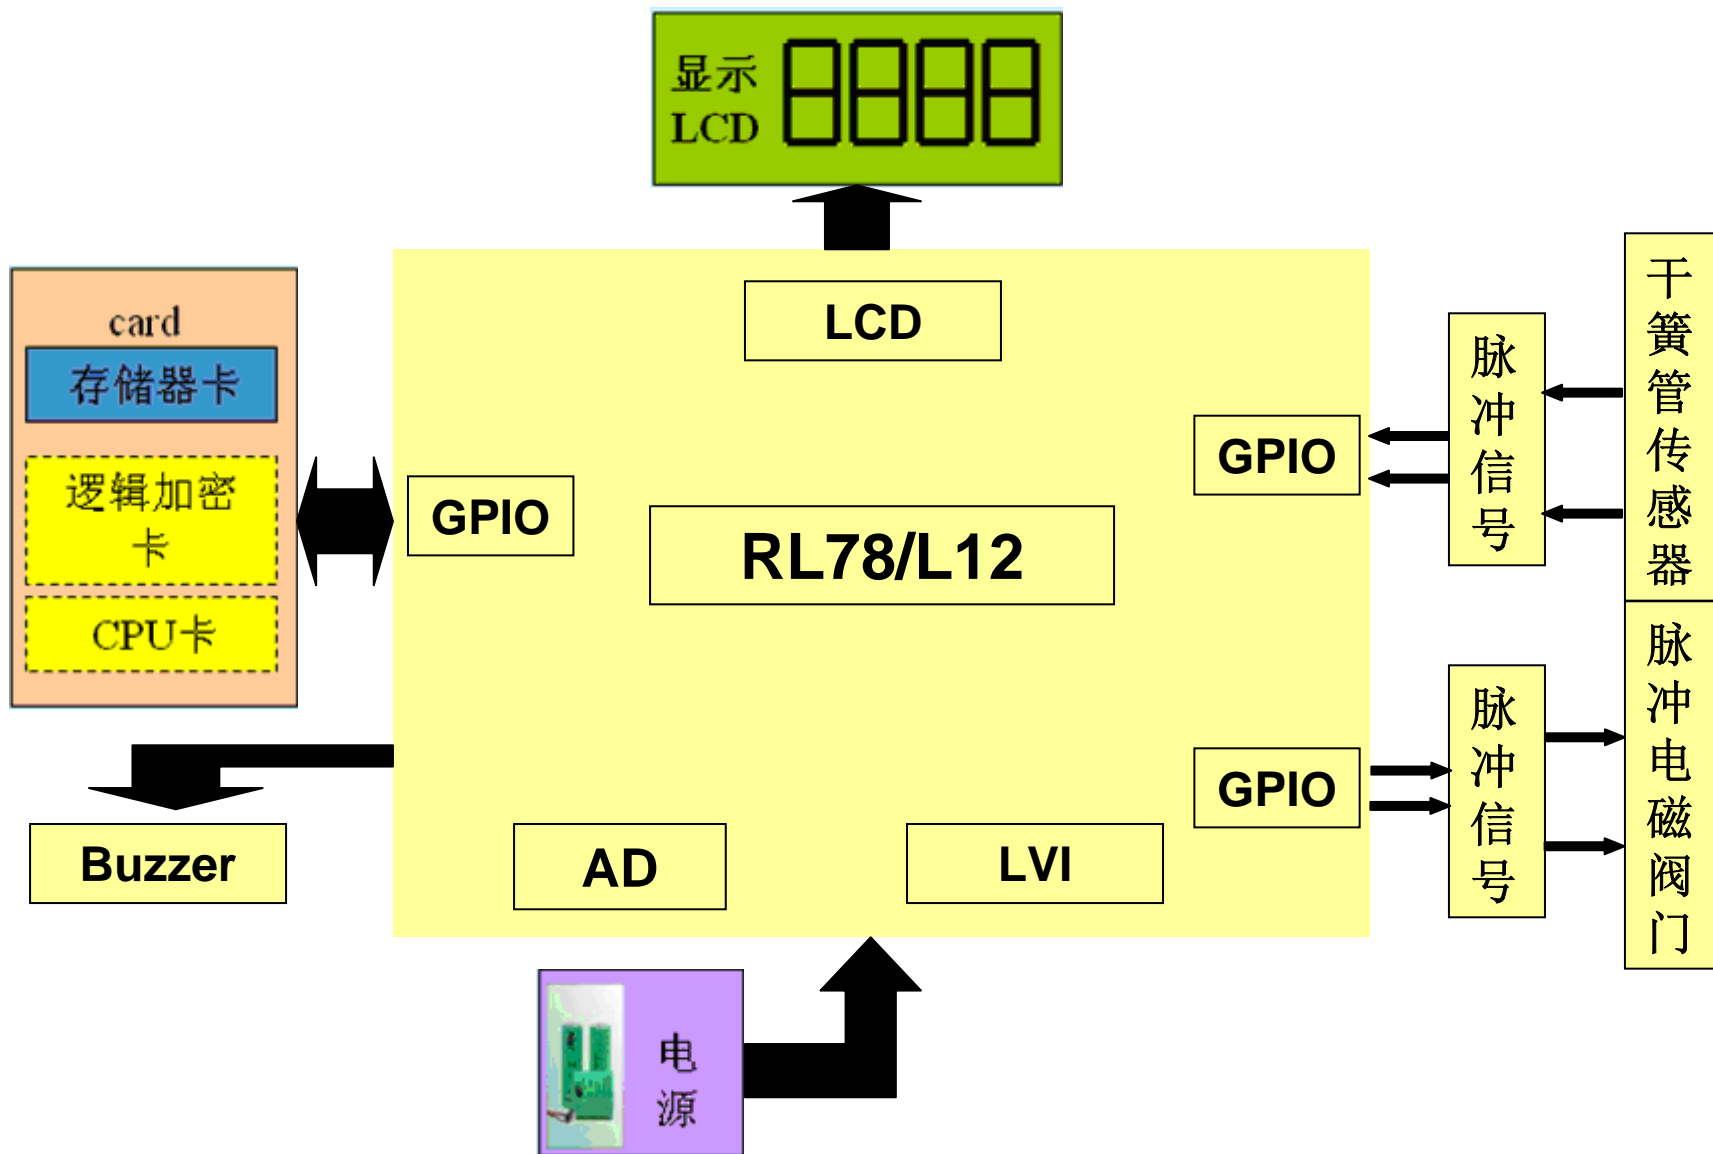 显示
LCD
LCD
card
存储器卡
逻辑加密
卡
CPU卡
GPIO
RL78/L12
GPIO
脉冲信号
干簧管传感器
GPIO
脉冲信号
脉冲电磁阀门
Buzzer
AD
LVI
电
源